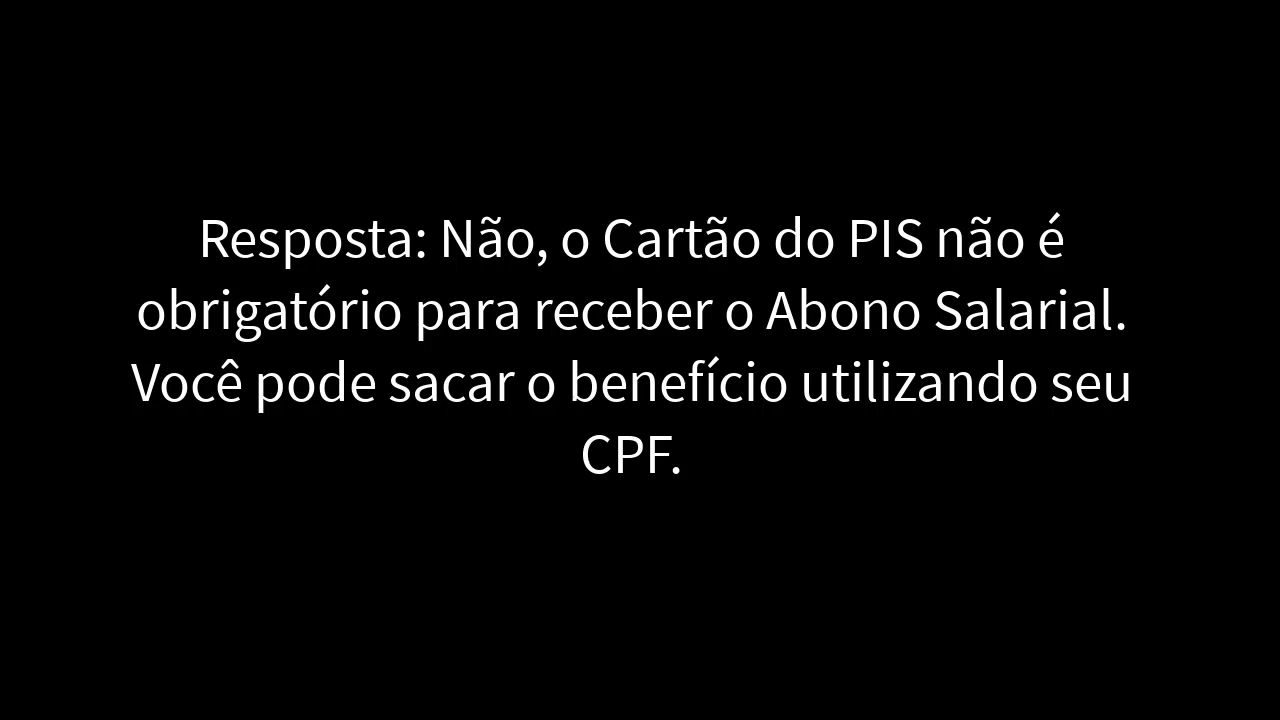 Resposta: Não, o Cartão do PIS não é
obrigatório para receber o Abono Salarial.
Você pode sacar o benefício utilizando seu
CPF.